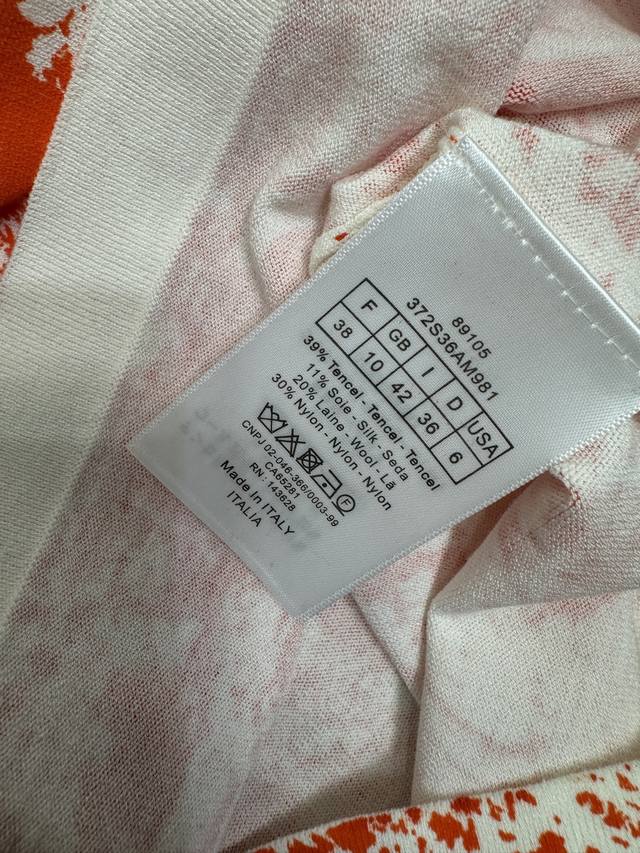 89105
372S36AM981
F GB I D USA
38 10 42 36 6
39% Tencel - Tencel - Tencel
11% Soie - Silk - Seda
20% Laine - Wool - Lã
30% Nylon - Nylon - Nylon
CNPJ 02-046-366/0003-99
CA65281
RN : 143628
Made In ITALY
ITALIA